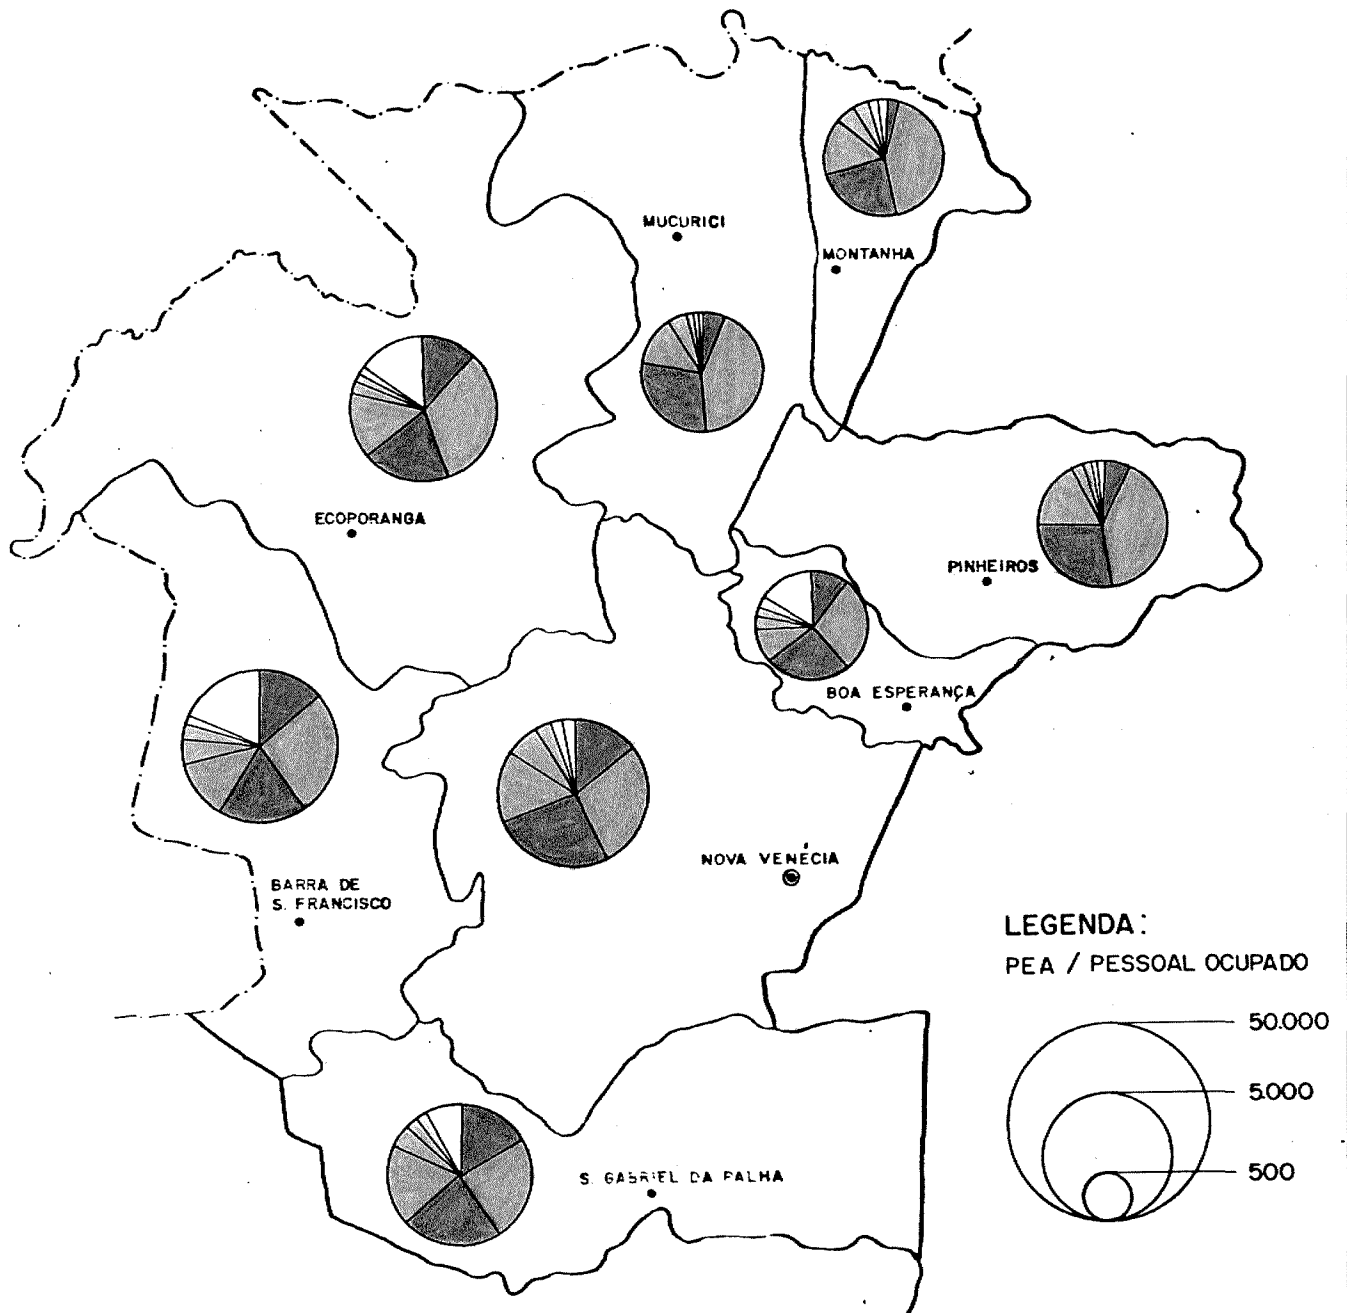 MUCURICI
MONTANHA
ECOPORANGA
PINHEIROS
BOA ESPERANÇA
NOVA VENÉCIA
BARRA DE
S. FRANCISCO
LEGENDA:
PEA / PESSOAL OCUPADO
50.000
5.000
500
S. GABRIEL DA PALHA